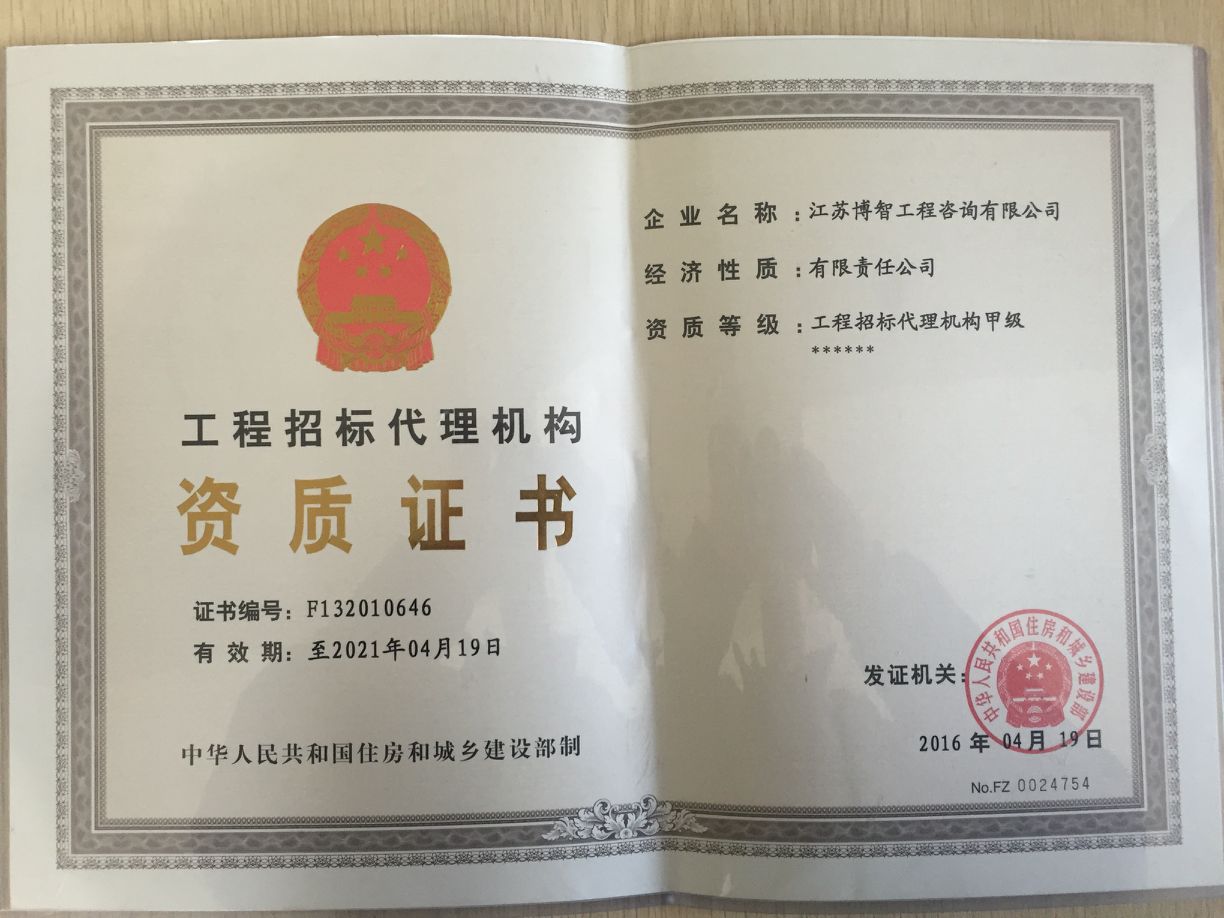 工程招标代理机构
资质证书
证书编号：F132010646
有效期：至2021年04月19日
中华人民共和国住房和城乡建设部制
企业名称：江苏博智工程咨询有限公司
经济性质：有限责任公司
资质等级：工程招标代理机构甲级
******
发证机关：
中华人民共和国住房和城乡建设部
2016年04月19日
No.FZ 0024754